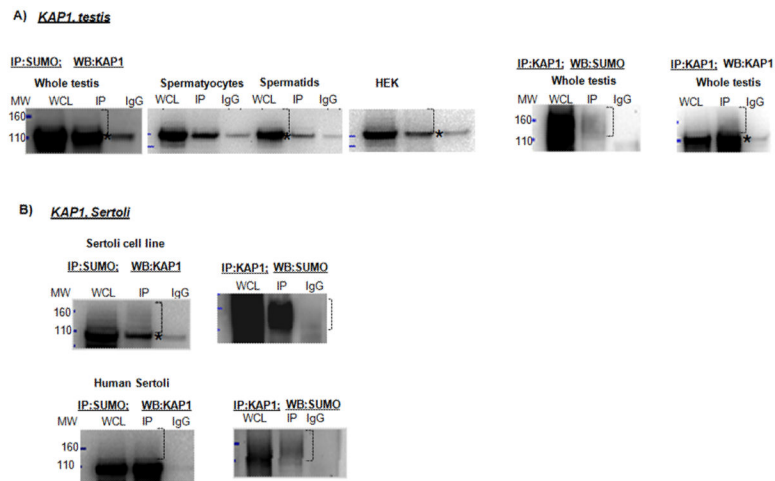 A) KAP1, testis
IP:SUMO; WB:KAP1
IP:KAP1; WB:SUMO
IP:KAP1; WB:KAP1
Whole testis
Spermatyocytes
Spermatids
HEK
Whole testis
Whole testis
MW WCL IP IgG
WCL IP IgG
WCL IP IgG
WCL IP IgG
MW WCL IP IgG
WCL IP IgG
160
110
*
*
*
160
110
*
B) KAP1, Sertoli
Sertoli cell line
IP:SUMO; WB:KAP1
IP:KAP1; WB:SUMO
MW WCL IP IgG
WCL IP IgG
160
110
*
Human Sertoli
IP:SUMO; WB:KAP1
IP:KAP1; WB:SUMO
MW WCL IP IgG
WCL IP IgG
160
110